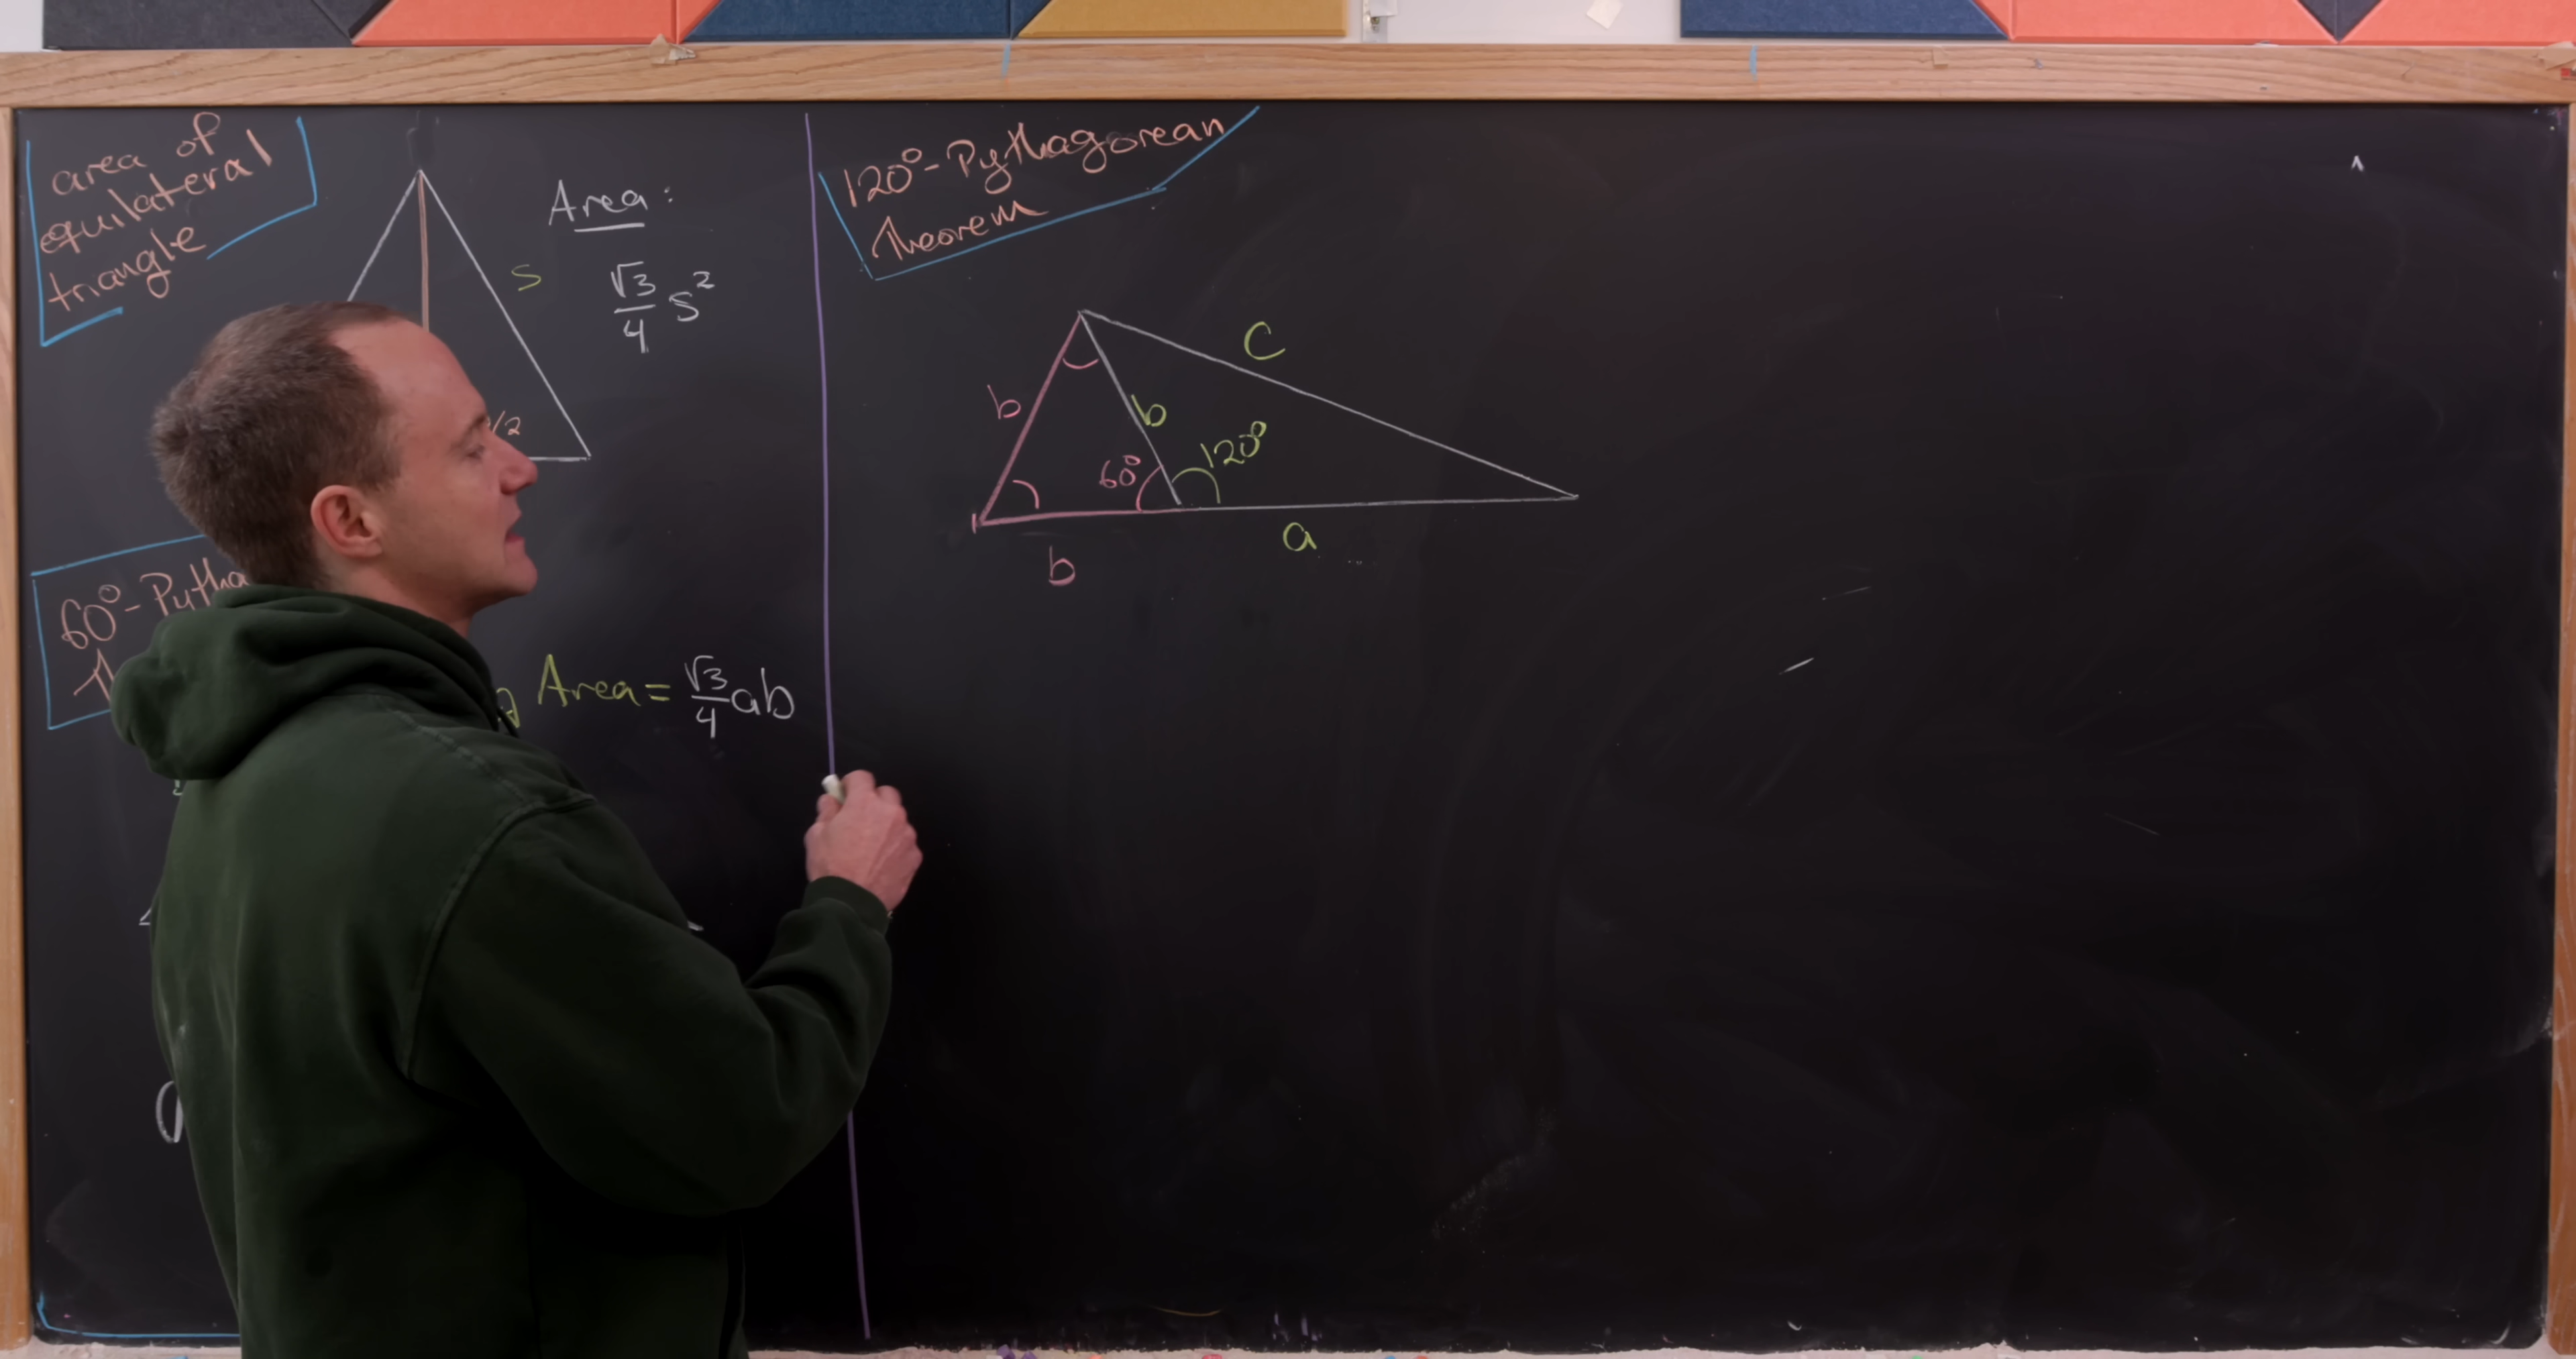 area of
equilateral
triangle
s
/2
Area:
√3/4 s²
60°-Pytha
Area = √3/4 ab
120°-Pythagorean
Theorem
c
b
b
120°
60°
a
b